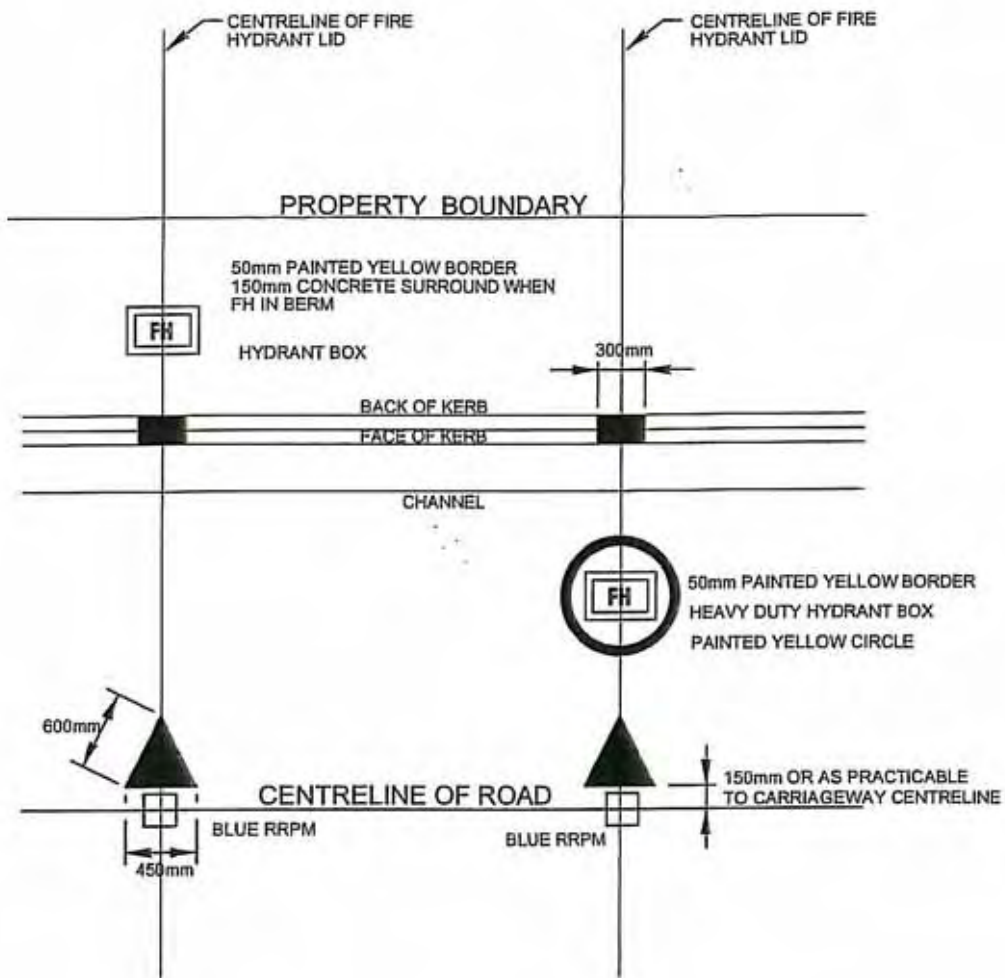 CENTRELINE OF FIRE
HYDRANT LID
CENTRELINE OF FIRE
HYDRANT LID
PROPERTY BOUNDARY
50mm PAINTED YELLOW BORDER
150mm CONCRETE SURROUND WHEN
FH IN BERM
FH
HYDRANT BOX
300mm
BACK OF KERB
FACE OF KERB
CHANNEL
FH
50mm PAINTED YELLOW BORDER
HEAVY DUTY HYDRANT BOX
PAINTED YELLOW CIRCLE
600mm
CENTRELINE OF ROAD
150mm OR AS PRACTICABLE
TO CARRIAGEWAY CENTRELINE
BLUE RRPM
BLUE RRPM
450mm